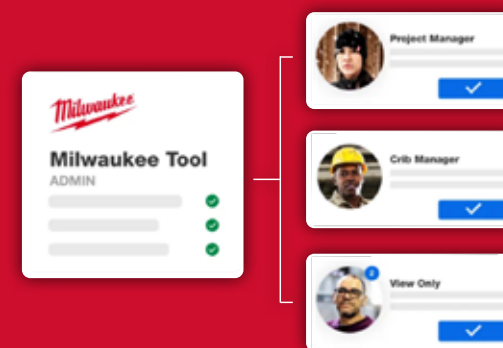 Milwaukee
Milwaukee Tool
ADMIN
Project Manager
Crib Manager
View Only